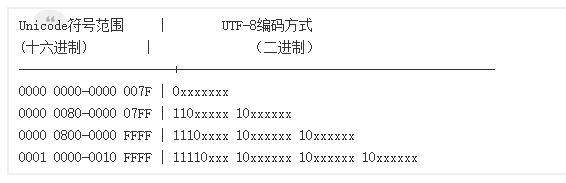 Unicode符号范围 | UTF-8编码方式
(十六进制) | (二进制)
0000 0000-0000 007F | 0xxxxxxx
0000 0080-0000 07FF | 110xxxxx 10xxxxxx
0000 0800-0000 FFFF | 1110xxxx 10xxxxxx 10xxxxxx
0001 0000-0010 FFFF | 11110xxx 10xxxxxx 10xxxxxx 10xxxxxx